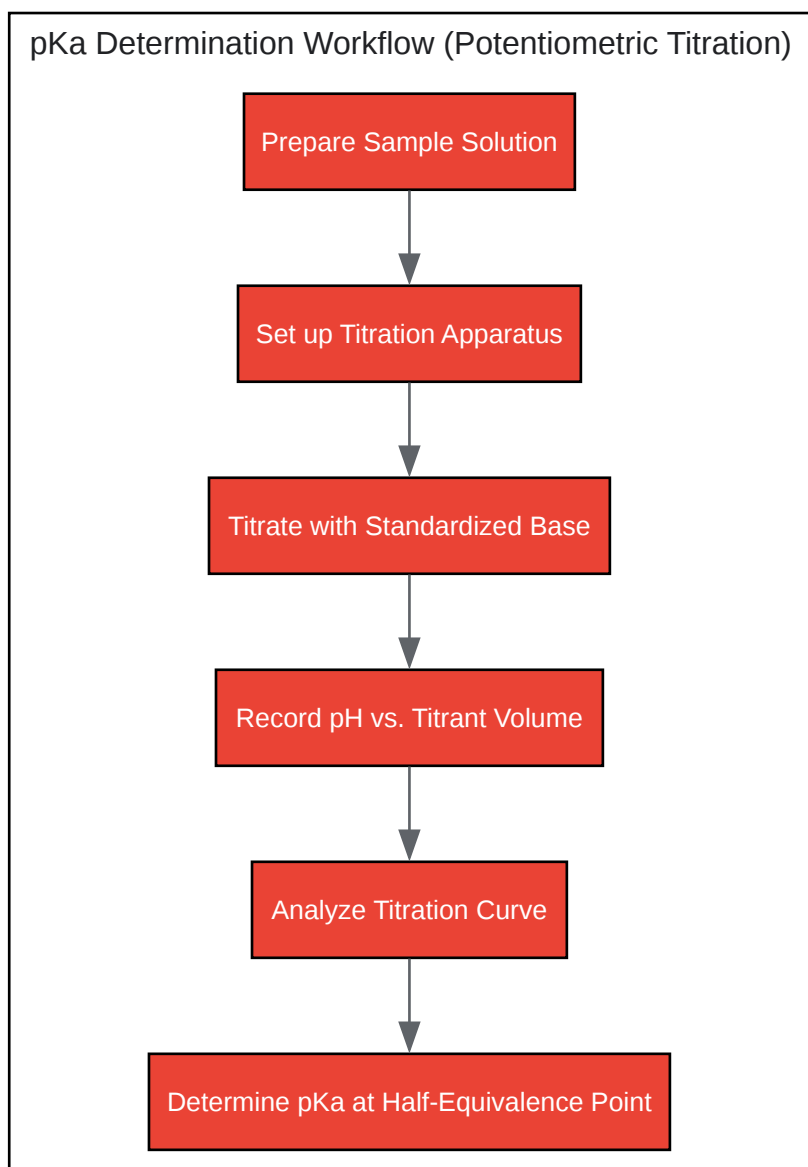 pKa Determination Workflow (Potentiometric Titration)
Prepare Sample Solution
Set up Titration Apparatus
Titrate with Standardized Base
Record pH vs. Titrant Volume
Analyze Titration Curve
Determine pKa at Half-Equivalence Point